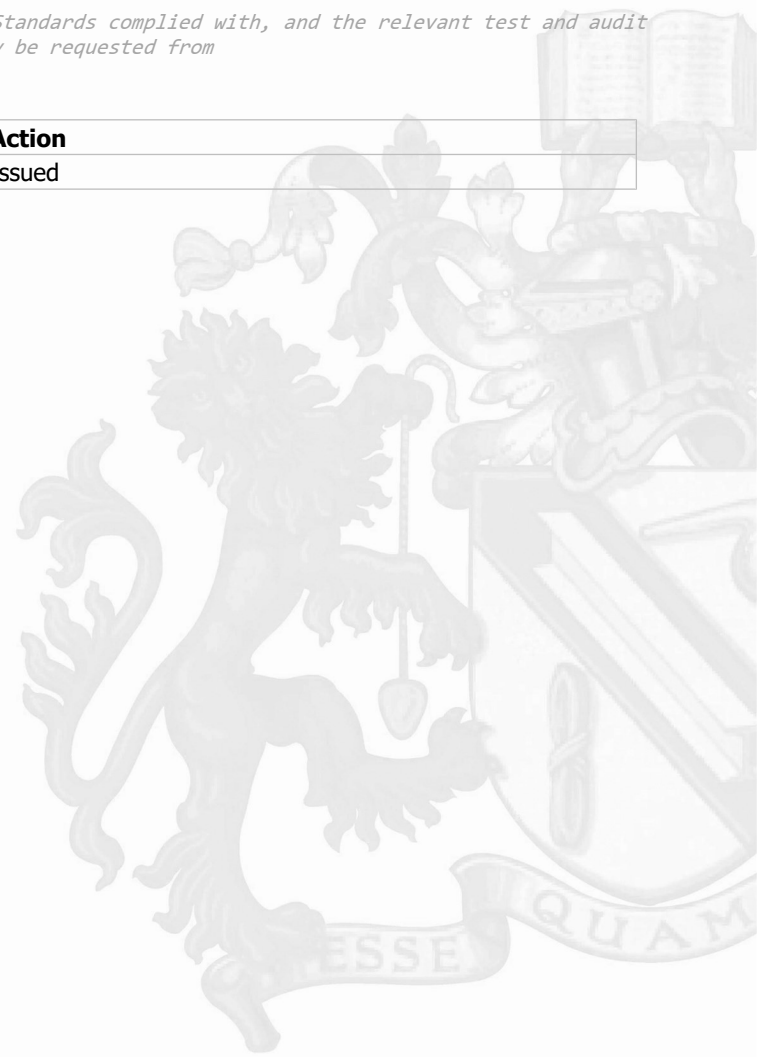 Standards complied with, and the relevant test and audit
be requested from
Action
ssued
ESSE
QUAM